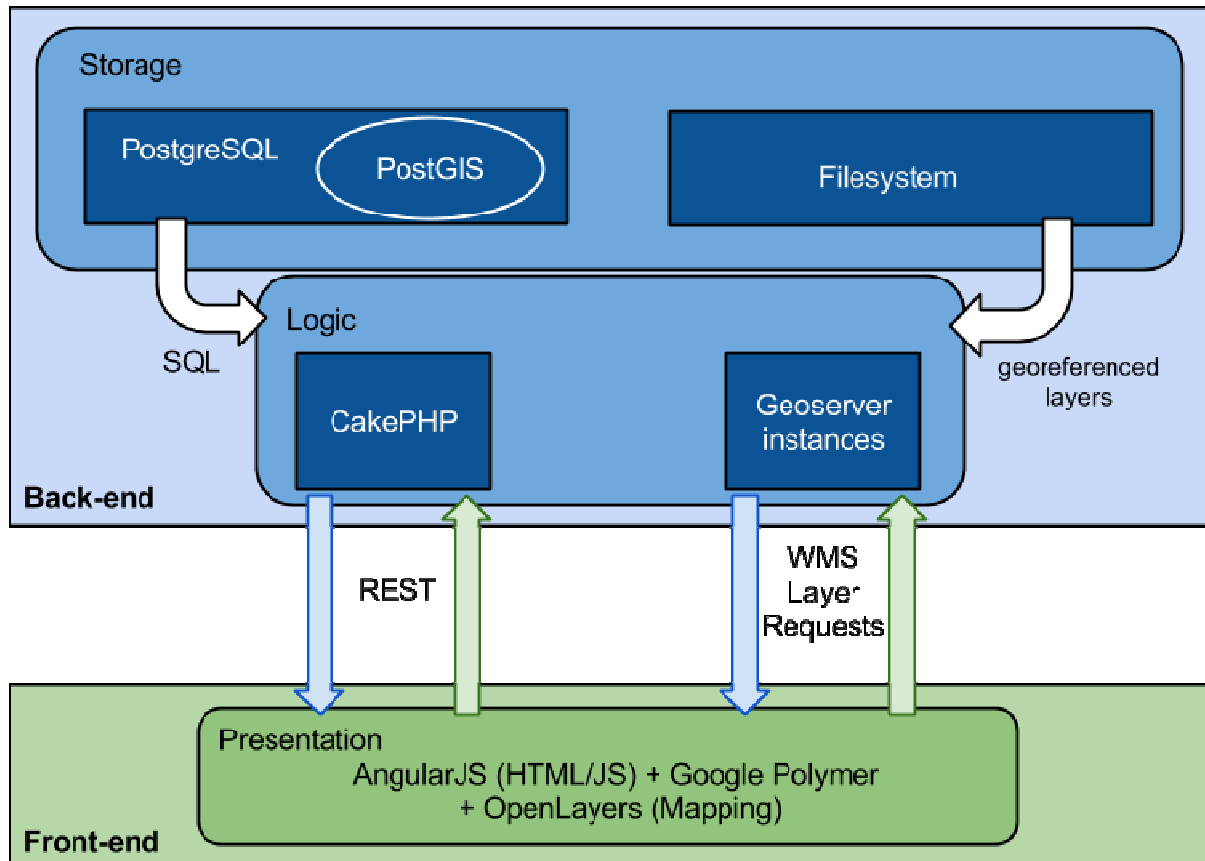 Storage
PostgreSQL
PostGIS
Filesystem
SQL
Logic
georeferenced
layers
CakePHP
Geoserver
instances
Back-end
REST
WMS
Layer
Requests
Presentation
AngularJS (HTML/JS) + Google Polymer
+ OpenLayers (Mapping)
Front-end